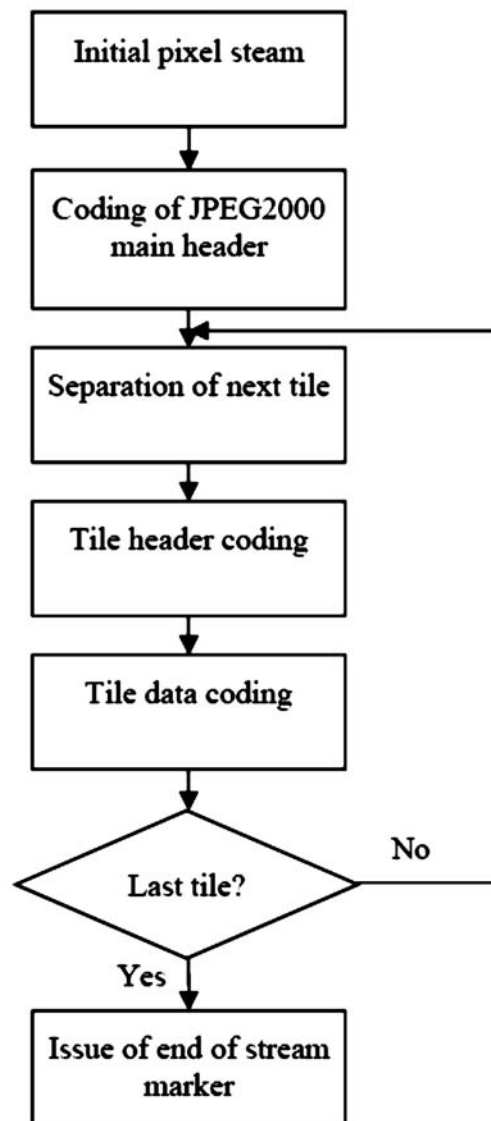 Initial pixel steam
Coding of JPEG2000
main header
Separation of next tile
Tile header coding
Tile data coding
Last tile?
No
Yes
Issue of end of stream
marker